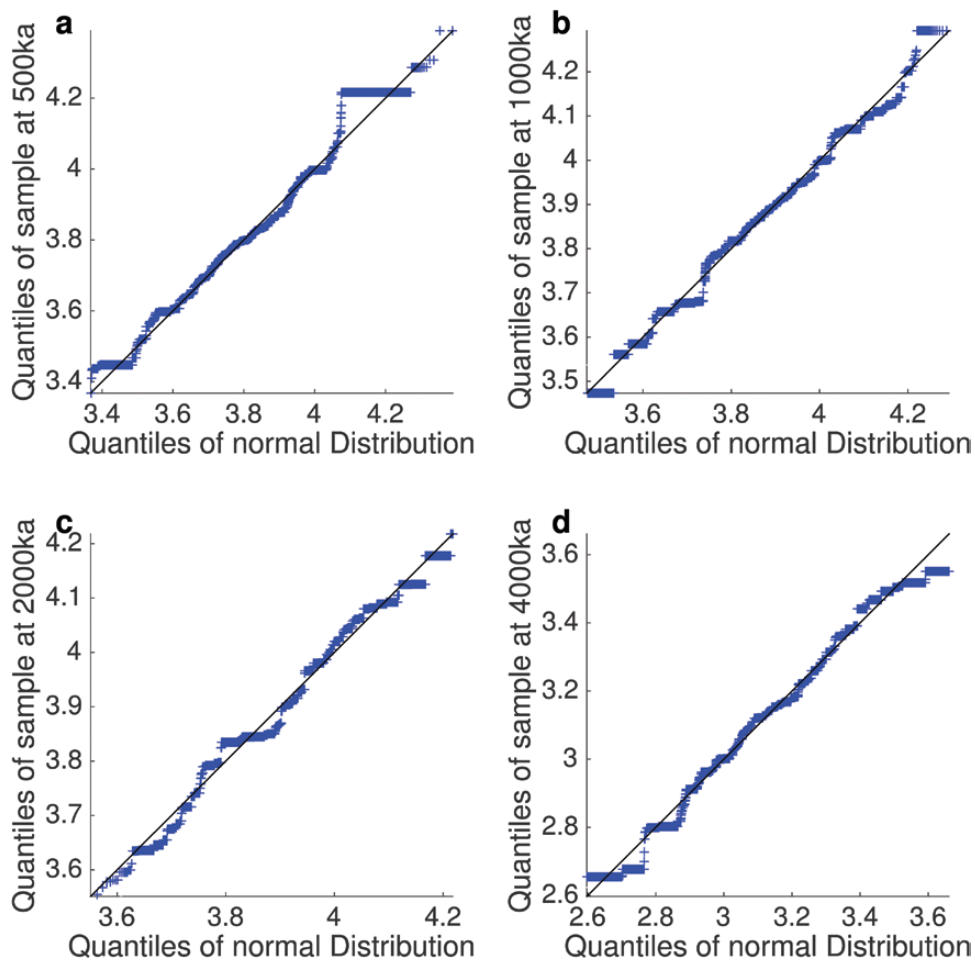 a
Quantiles of sample at 500ka
4.2
4
3.8
3.6
3.4
3.4 3.6 3.8 4 4.2
Quantiles of normal Distribution
b
Quantiles of sample at 1000ka
4.2
4.1
4
3.9
3.8
3.7
3.6
3.5
3.6 3.8 4 4.2
Quantiles of normal Distribution
c
Quantiles of sample at 2000ka
4.2
4.1
4
3.9
3.8
3.7
3.6
3.6 3.8 4 4.2
Quantiles of normal Distribution
d
Quantiles of sample at 4000ka
3.6
3.4
3.2
3
2.8
2.6
2.6 2.8 3 3.2 3.4 3.6
Quantiles of normal Distribution